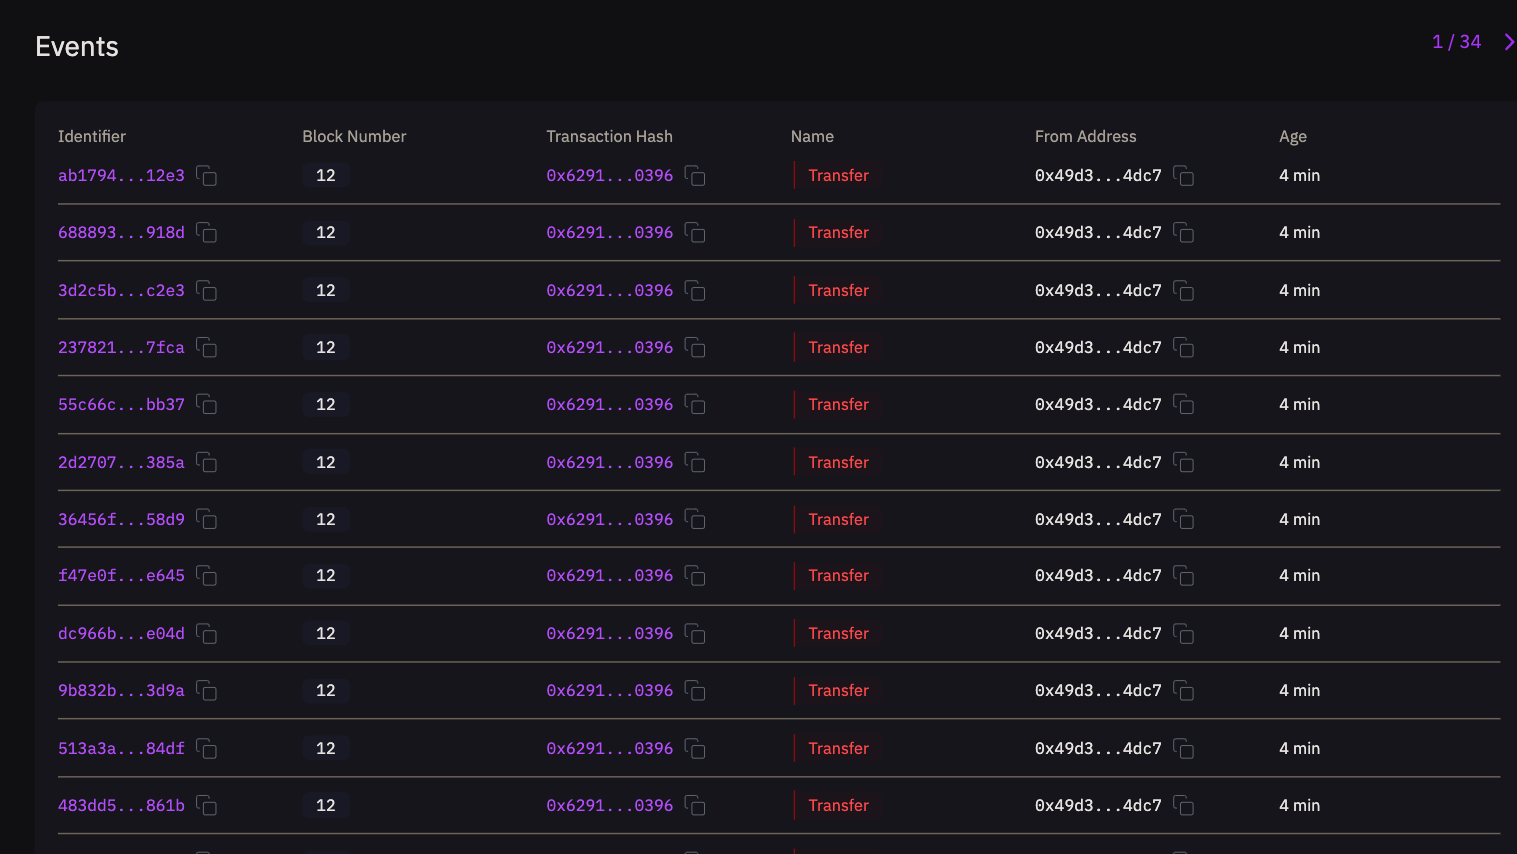 Events
1 / 34
Identifier Block Number Transaction Hash Name From Address Age
ab1794...12e3 12 0x6291...0396 Transfer 0x49d3...4dc7 4 min
688893...918d 12 0x6291...0396 Transfer 0x49d3...4dc7 4 min
3d2c5b...c2e3 12 0x6291...0396 Transfer 0x49d3...4dc7 4 min
237821...7fca 12 0x6291...0396 Transfer 0x49d3...4dc7 4 min
55c66c...bb37 12 0x6291...0396 Transfer 0x49d3...4dc7 4 min
2d2707...385a 12 0x6291...0396 Transfer 0x49d3...4dc7 4 min
36456f...58d9 12 0x6291...0396 Transfer 0x49d3...4dc7 4 min
f47e0f...e645 12 0x6291...0396 Transfer 0x49d3...4dc7 4 min
dc966b...e04d 12 0x6291...0396 Transfer 0x49d3...4dc7 4 min
9b832b...3d9a 12 0x6291...0396 Transfer 0x49d3...4dc7 4 min
513a3a...84df 12 0x6291...0396 Transfer 0x49d3...4dc7 4 min
483dd5...861b 12 0x6291...0396 Transfer 0x49d3...4dc7 4 min